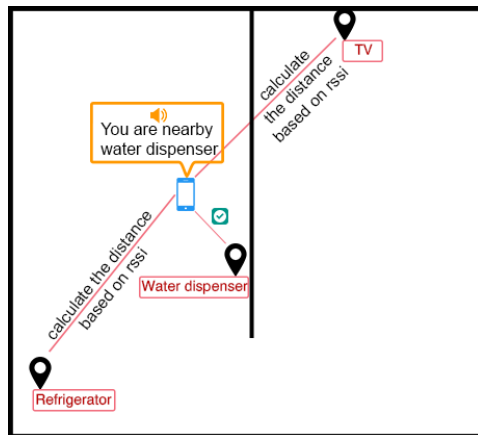 TV
calculate
the distance
based on rssi
You are nearby
water dispenser
calculate the distance
based on rssi
Water dispenser
Refrigerator